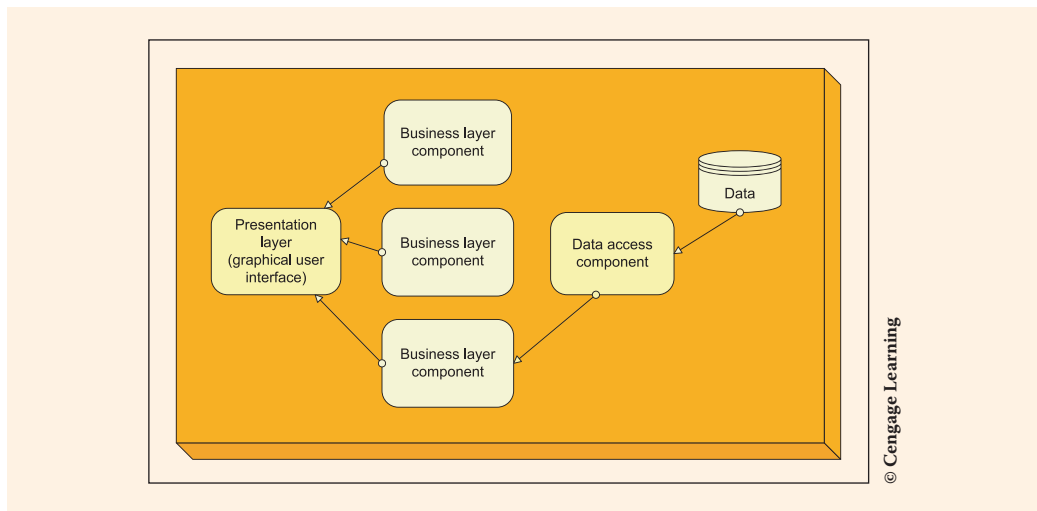 Business layer
component
Data
Presentation
layer
(graphical user
interface)
Business layer
component
Data access
component
Business layer
component
© Cengage Learning